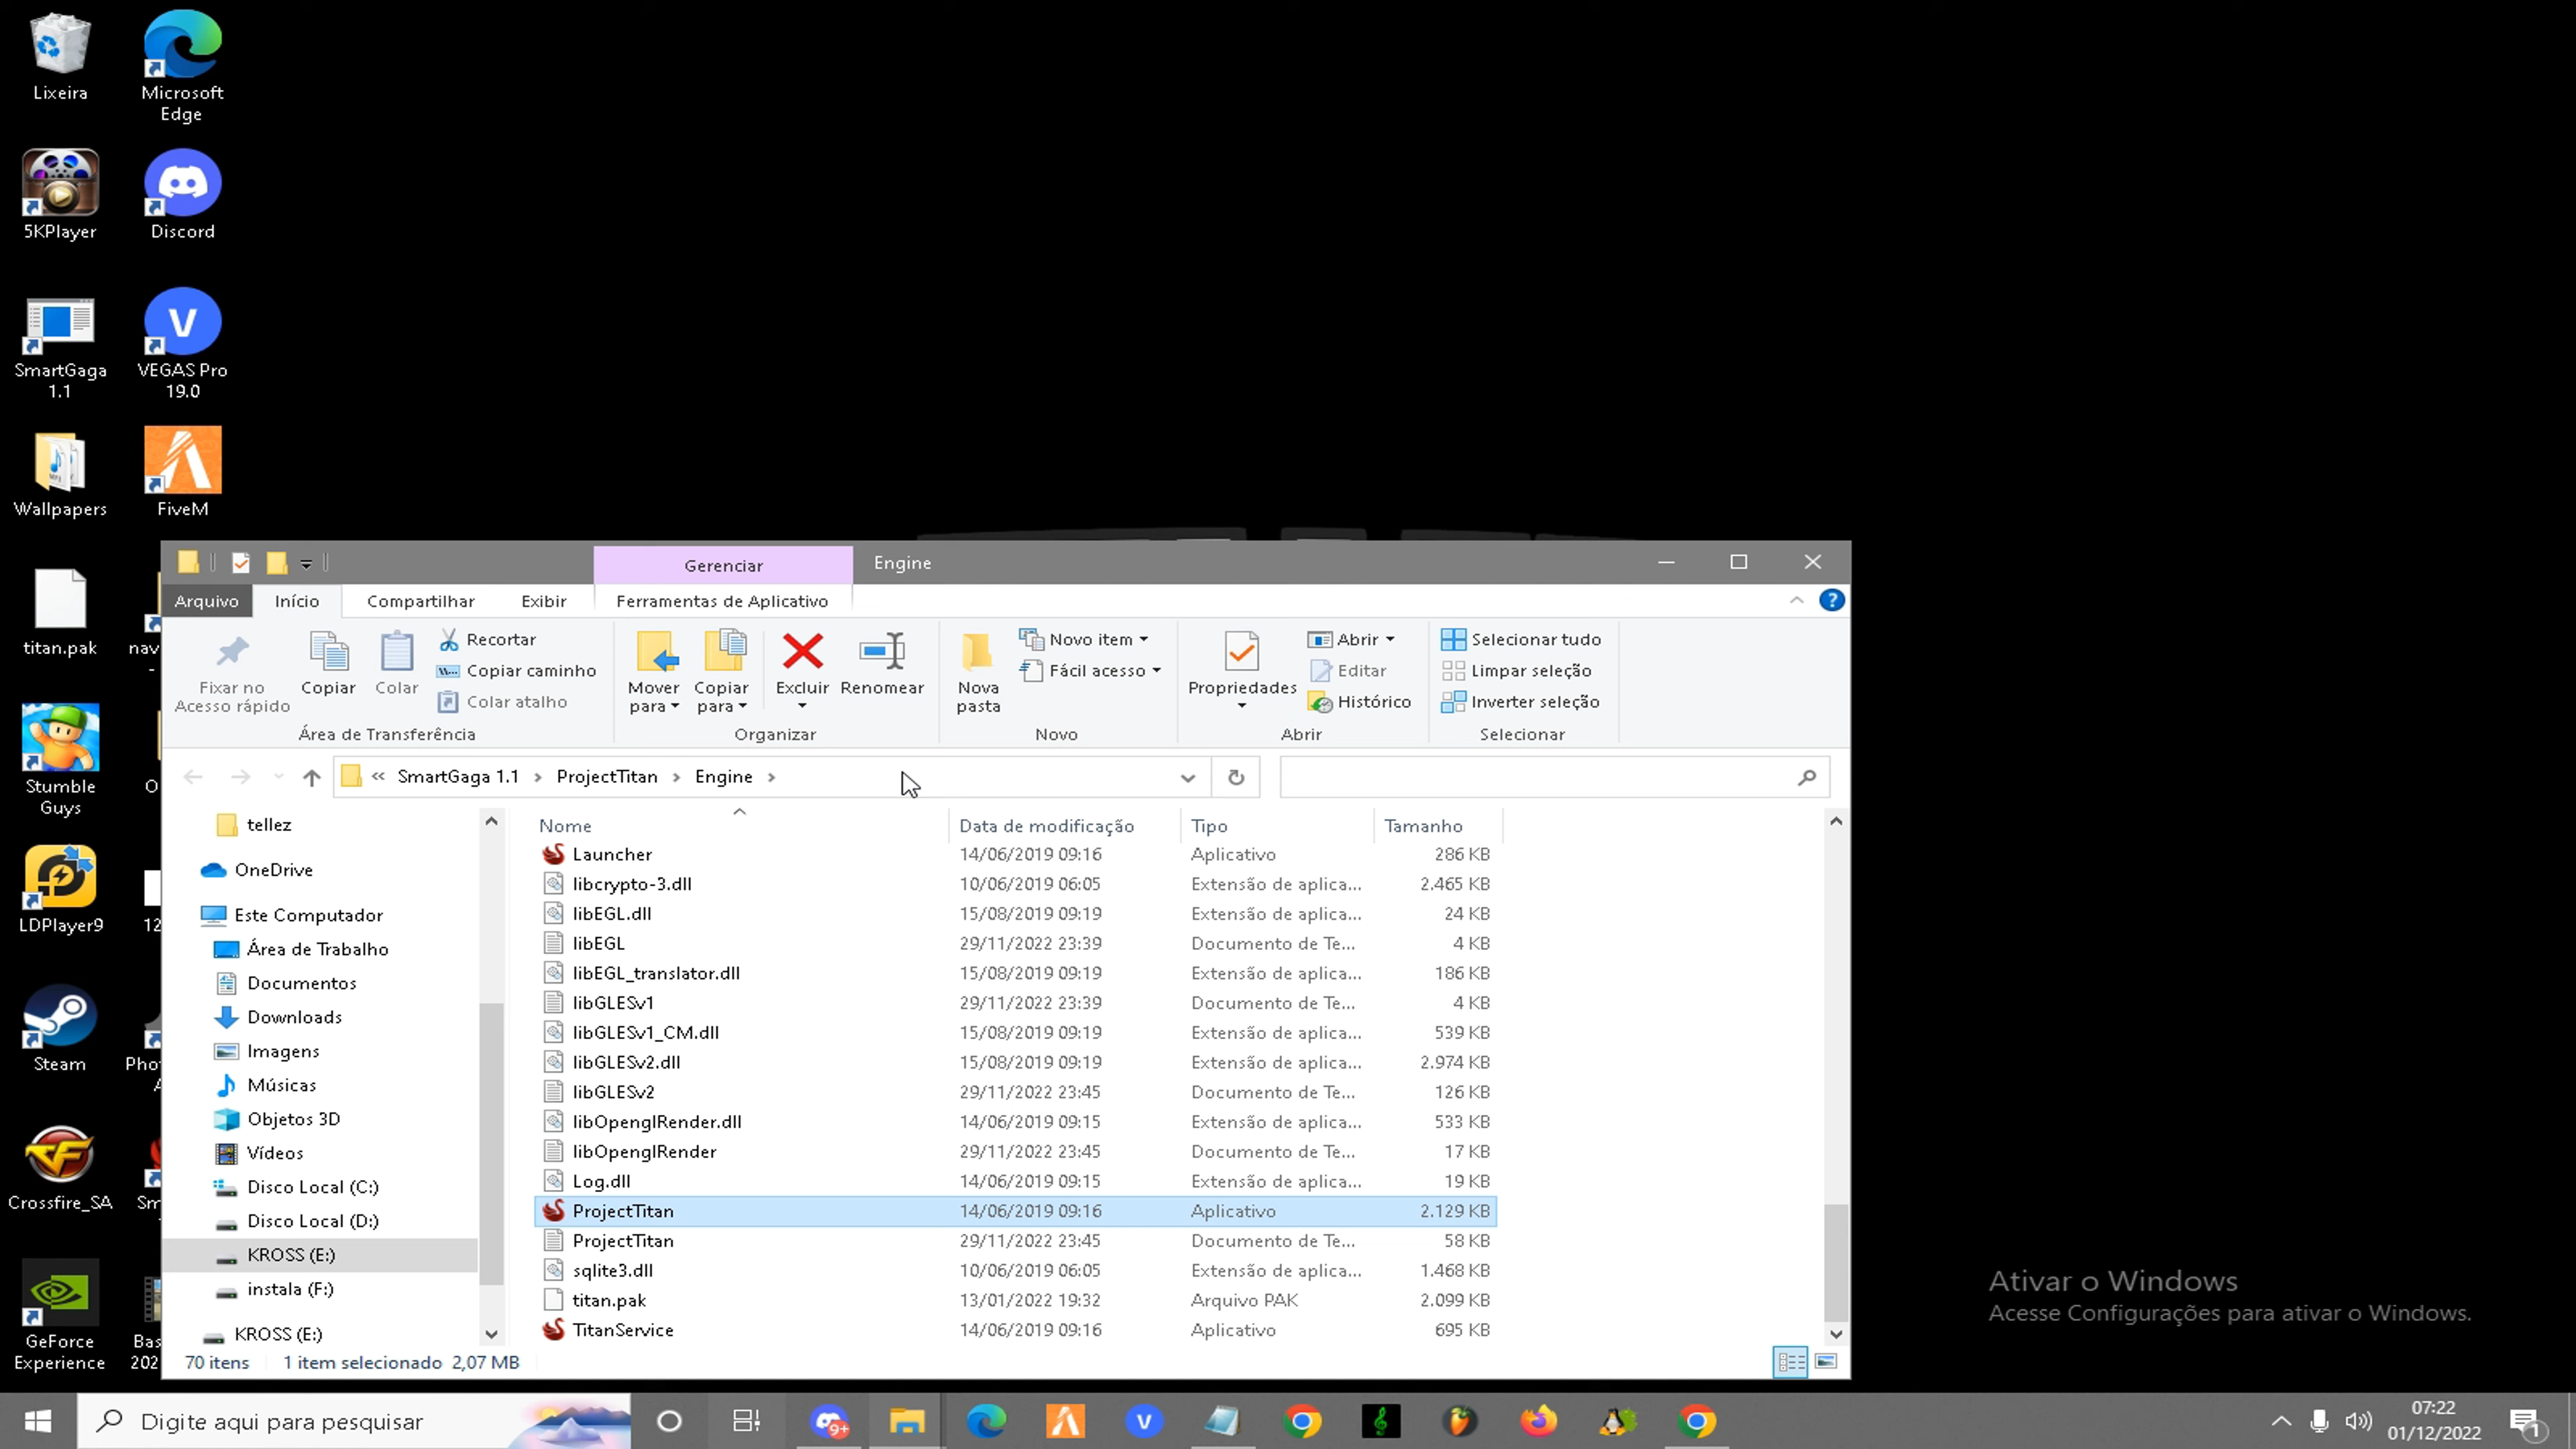 Lixeira
Microsoft
Edge
5KPlayer
Discord
SmartGaga
1.1
VEGAS Pro
19.0
Wallpapers
FiveM
titan.pak
nav
-
Stumble
Guys
O
LDPlayer9
12
Steam
Phot
A
Crossfire_SA
Sm
GeForce
Experience
Bas
202
Gerenciar
Engine
Arquivo
Início
Compartilhar
Exibir
Ferramentas de Aplicativo
Fixar no
Acesso rápido
Copiar
Colar
Recortar
Copiar caminho
Colar atalho
Área de Transferência
Mover
para
Copiar
para
Excluir
Renomear
Organizar
Nova
pasta
Novo item
Fácil acesso
Novo
Propriedades
Abrir
Editar
Histórico
Abrir
Selecionar tudo
Limpar seleção
Inverter seleção
Selecionar
« SmartGaga 1.1 › ProjectTitan › Engine ›
tellez
OneDrive
Este Computador
Área de Trabalho
Documentos
Downloads
Imagens
Músicas
Objetos 3D
Vídeos
Disco Local (C:)
Disco Local (D:)
KROSS (E:)
instala (F:)
KROSS (E:)
Nome Data de modificação Tipo Tamanho
Launcher 14/06/2019 09:16 Aplicativo 286 KB
libcrypto-3.dll 10/06/2019 06:05 Extensão de aplica... 2.465 KB
libEGL.dll 15/08/2019 09:19 Extensão de aplica... 24 KB
libEGL 29/11/2022 23:39 Documento de Te... 4 KB
libEGL_translator.dll 15/08/2019 09:19 Extensão de aplica... 186 KB
libGLESv1 29/11/2022 23:39 Documento de Te... 4 KB
libGLESv1_CM.dll 15/08/2019 09:19 Extensão de aplica... 539 KB
libGLESv2.dll 15/08/2019 09:19 Extensão de aplica... 2.974 KB
libGLESv2 29/11/2022 23:45 Documento de Te... 126 KB
libOpenglRender.dll 14/06/2019 09:15 Extensão de aplica... 533 KB
libOpenglRender 29/11/2022 23:45 Documento de Te... 17 KB
Log.dll 14/06/2019 09:15 Extensão de aplica... 19 KB
ProjectTitan 14/06/2019 09:16 Aplicativo 2.129 KB
ProjectTitan 29/11/2022 23:45 Documento de Te... 58 KB
sqlite3.dll 10/06/2019 06:05 Extensão de aplica... 1.468 KB
titan.pak 13/01/2022 19:32 Arquivo PAK 2.099 KB
TitanService 14/06/2019 09:16 Aplicativo 695 KB
70 itens 1 item selecionado 2,07 MB
Ativar o Windows
Acesse Configurações para ativar o Windows.
Digite aqui para pesquisar
9+
07:22
01/12/2022
1